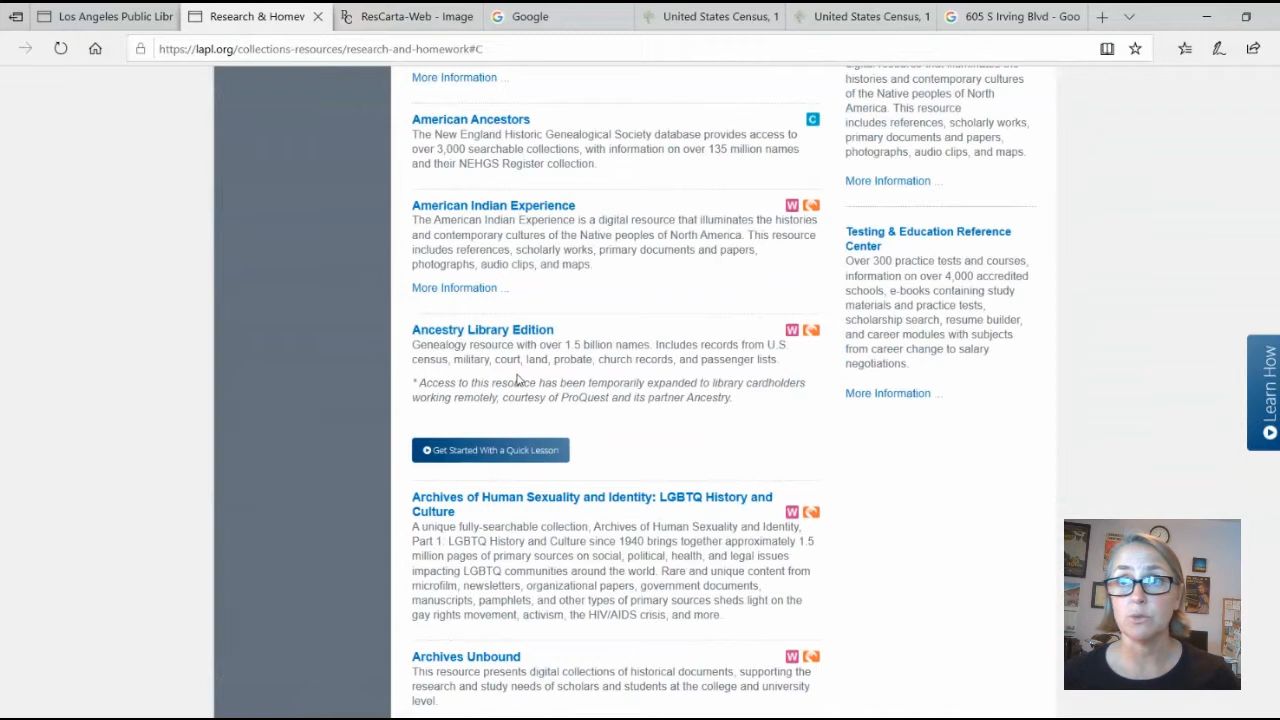 Los Angeles Public Libr
Research & Homew
ResCarta-Web - Image
Google
United States Census, 1
United States Census, 1
605 S Irving Blvd - Goo
https://lapl.org/collections-resources/research-and-homework#C
More Information ...
American Ancestors
C
The New England Historic Genealogical Society database provides access to
over 3,000 searchable collections, with information on over 135 million names
and their NEHGS Register collection.
American Indian Experience
W
The American Indian Experience is a digital resource that illuminates the histories
and contemporary cultures of the Native peoples of North America. This resource
includes references, scholarly works, primary documents and papers,
photographs, audio clips, and maps.
More Information ...
Ancestry Library Edition
W
Genealogy resource with over 1.5 billion names. Includes records from U.S.
census, military, court, land, probate, church records, and passenger lists.
* Access to this resource has been temporarily expanded to library cardholders
working remotely, courtesy of ProQuest and its partner Ancestry.
Get Started With a Quick Lesson
Archives of Human Sexuality and Identity: LGBTQ History and
Culture
W
A unique fully-searchable collection, Archives of Human Sexuality and Identity,
Part 1. LGBTQ History and Culture since 1940 brings together approximately 1.5
million pages of primary sources on social, political, health, and legal issues
impacting LGBTQ communities around the world. Rare and unique content from
microfilm, newsletters, organizational papers, government documents,
manuscripts, pamphlets, and other types of primary sources sheds light on the
gay rights movement, activism, the HIV/AIDS crisis, and more.
Archives Unbound
W
This resource presents digital collections of historical documents, supporting the
research and study needs of scholars and students at the college and university
level.
digital resource that illuminates the
histories and contemporary cultures
of the Native peoples of North
America. This resource
includes references, scholarly works,
primary documents and papers,
photographs, audio clips, and maps.
More Information ...
Testing & Education Reference
Center
Over 300 practice tests and courses,
information on over 4,000 accredited
schools, e-books containing study
materials and practice tests,
scholarship search, resume builder,
and career modules with subjects
from career change to salary
negotiations.
More Information ...
Learn How